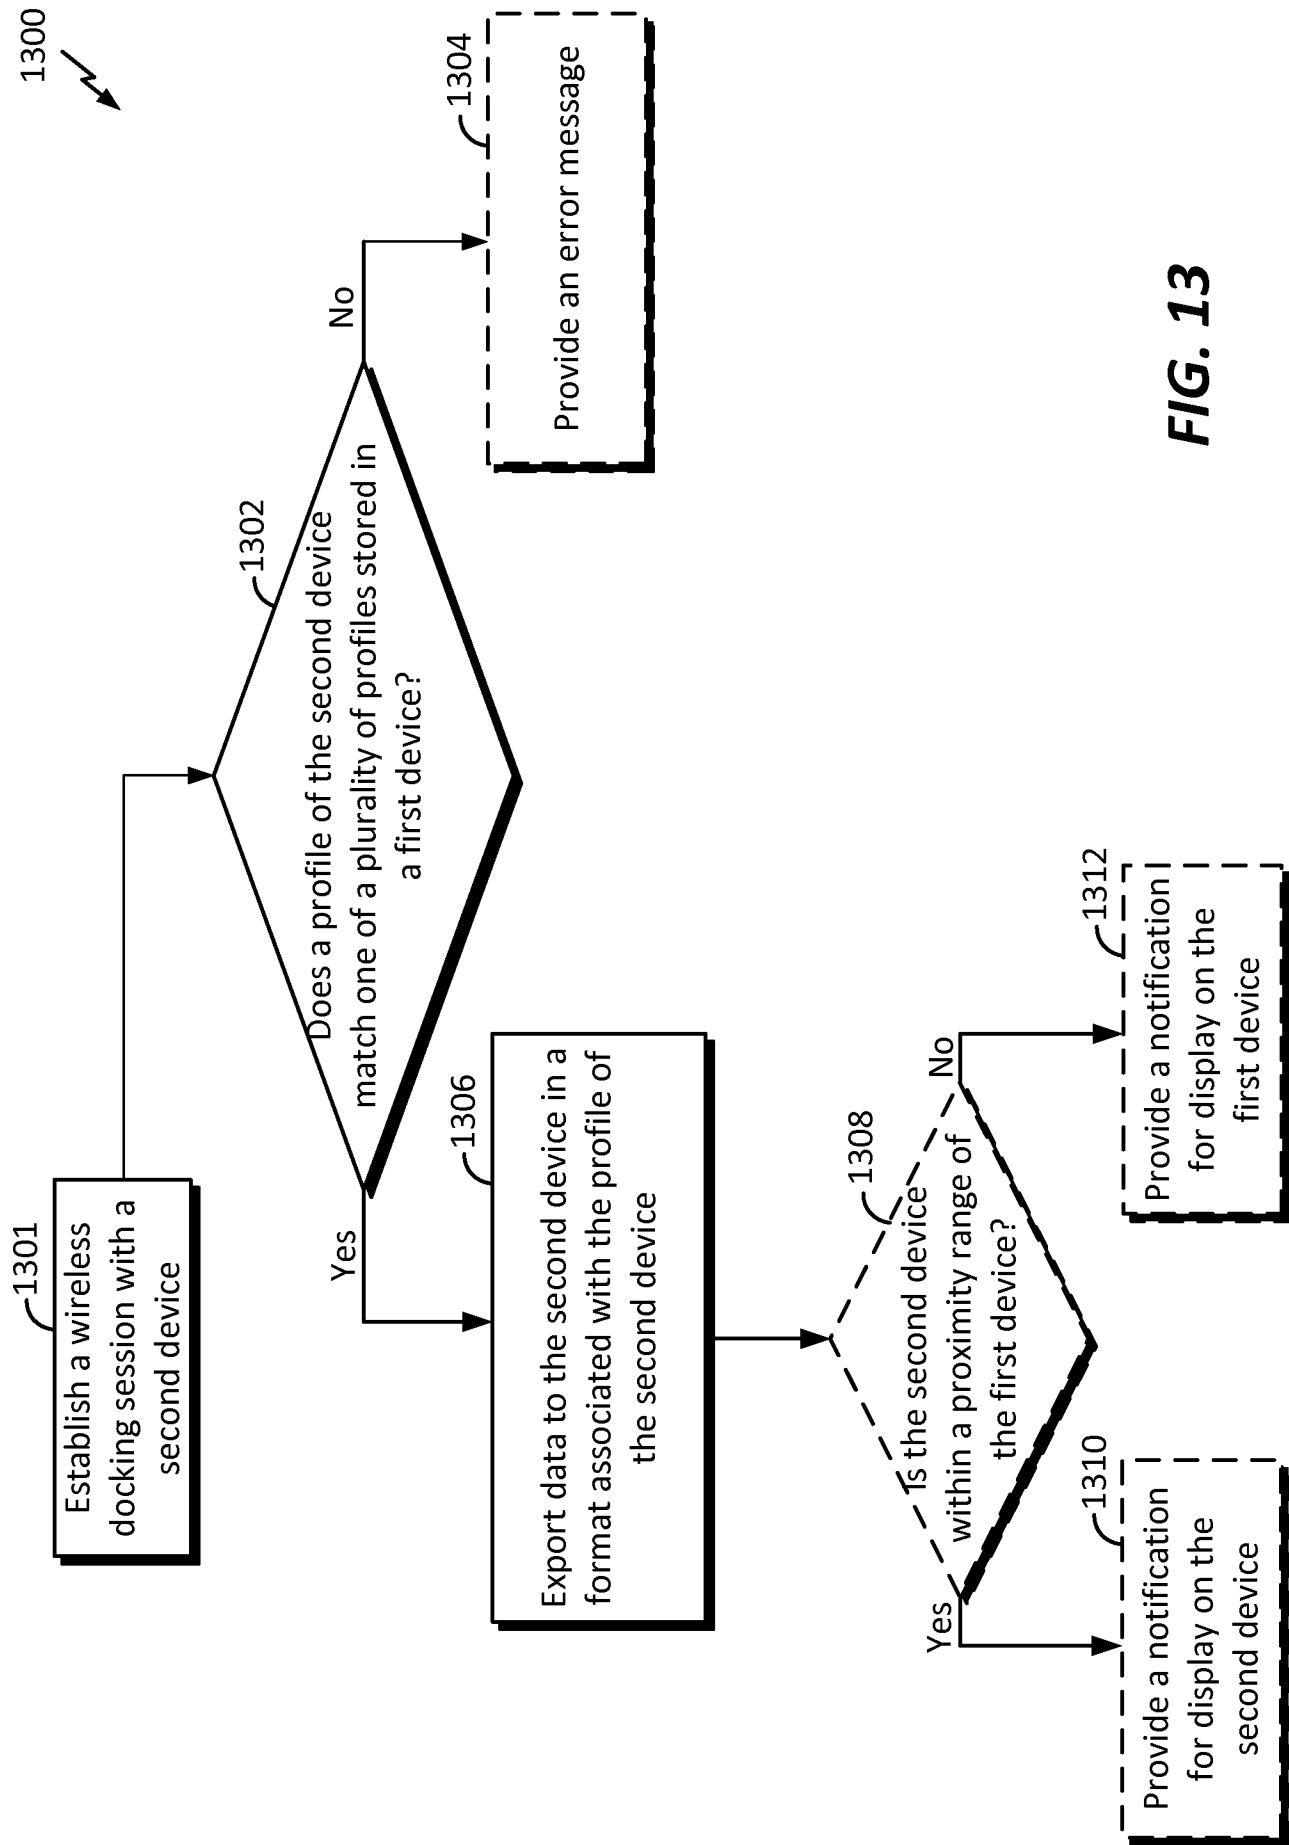 1300
1301
Establish a wireless
docking session with a
second device
1302
Does a profile of the second device
match one of a plurality of profiles stored in
a first device?
Yes
No
1304
Provide an error message
1306
Export data to the second device in a
format associated with the profile of
the second device
1308
Is the second device
within a proximity range of
the first device?
Yes
No
1310
Provide a notification
for display on the
second device
1312
Provide a notification
for display on the
first device
FIG. 13